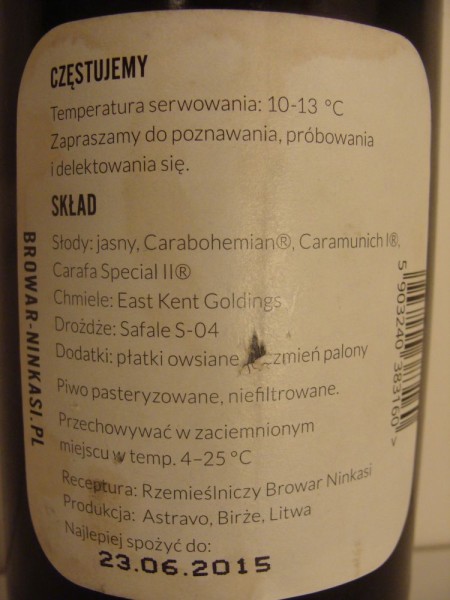 CZĘSTUJEMY
Temperatura serwowania: 10-13 °C
Zapraszamy do poznawania, próbowania
i delektowania się.
SKŁAD
Słody: jasny, Carabohemian®, Caramunich I®,
Carafa Special II®
Chmiele: East Kent Goldings
Drożdże: Safale S-04
Dodatki: płatki owsiane palony
Piwo pasteryzowane, niefiltrowane.
Przechowywać w zaciemnionym
miejscu w temp. 4–25 °C
Receptura: Rzemieślniczy Browar Ninkasi
Produkcja: Astravo, Birże, Litwa
Najlepiej spożyć do:
23.06.2015
BROWAR-NINKASI.PL
5 903240 383160 >